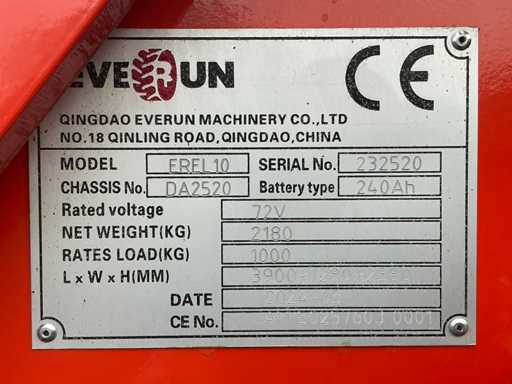 EVERUN CE
QINGDAO EVERUN MACHINERY CO.,LTD
NO.18 QINLING ROAD,QINGDAO,CHINA
MODEL EREL10 SERIAL No. 232520
CHASSIS No. DA2520 Battery type 240Ah
Rated voltage 72V
NET WEIGHT(KG) 2180
RATES LOAD(KG) 1000
L x W x H(MM)
DATE
CE No.